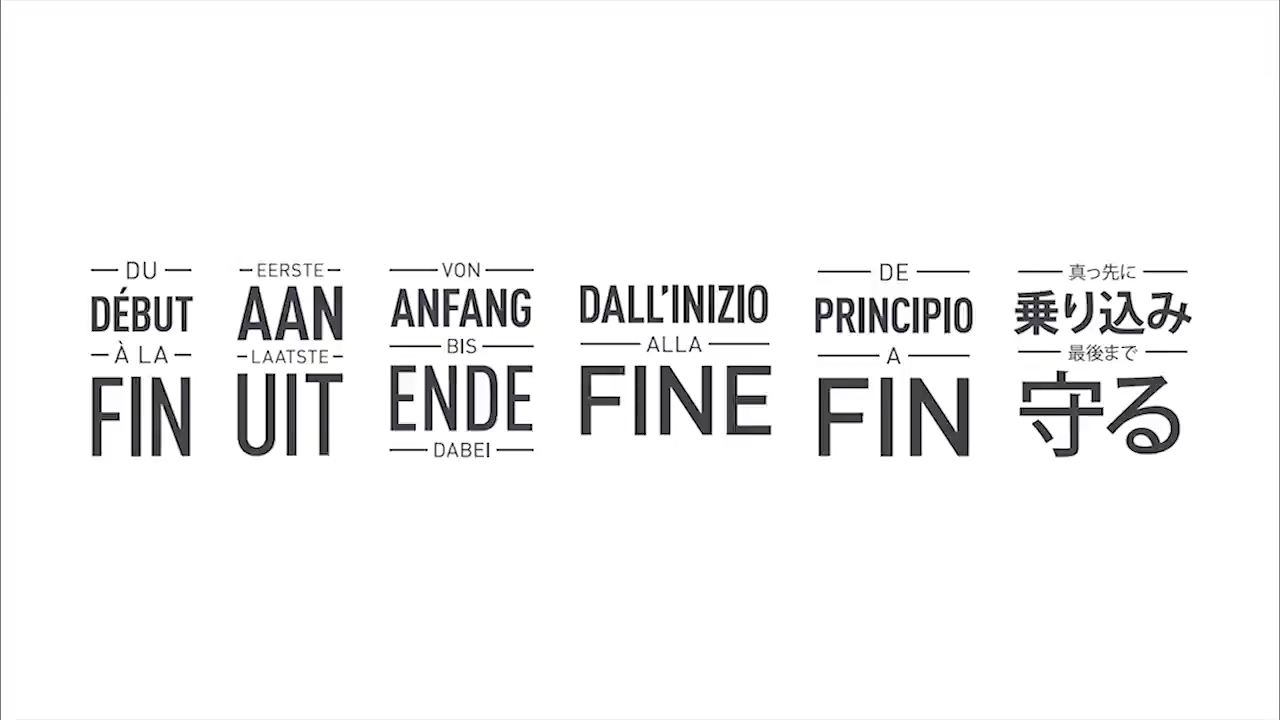 DU
DÉBUT
À LA
FIN
EERSTE
AAN
LAATSTE
UIT
VON
ANFANG
BIS
ENDE
DABEI
DALL'INIZIO
ALLA
FINE
DE
PRINCIPIO
A
FIN
真っ先に
乗り込み
最後まで
守る